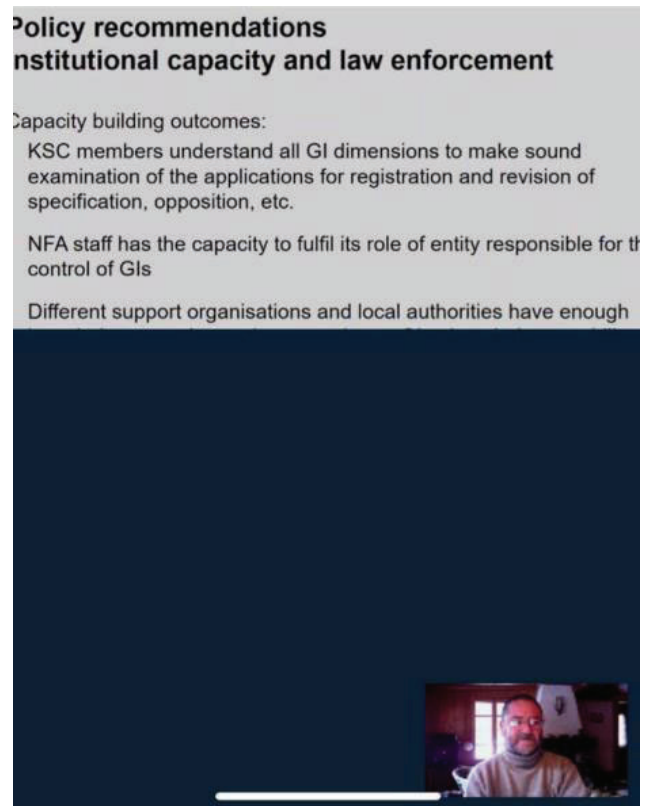 Policy recommendations
nstitutional capacity and law enforcement
Capacity building outcomes:
KSC members understand all GI dimensions to make sound
examination of the applications for registration and revision of
specification, opposition, etc.
NFA staff has the capacity to fulfil its role of entity responsible for th
control of GIs
Different support organisations and local authorities have enough